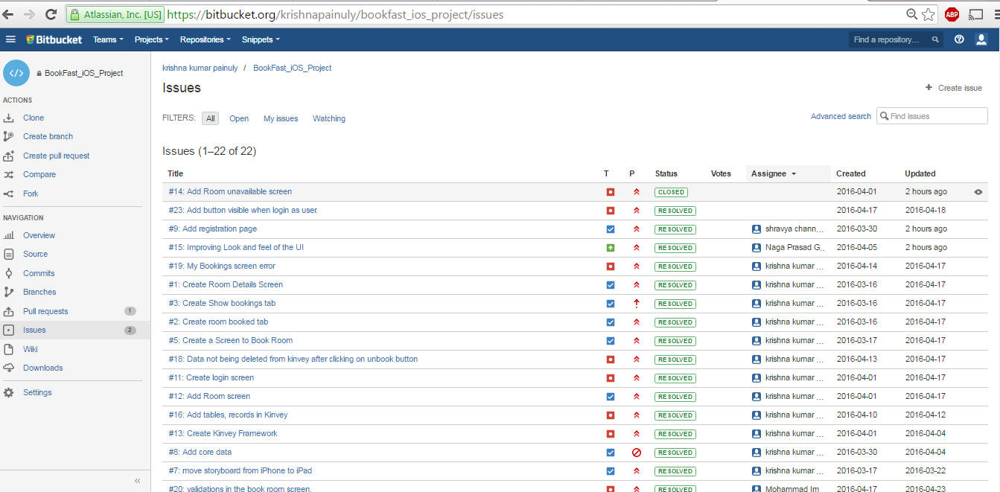 Atlassian, Inc. [US] https://bitbucket.org/krishnapainuly/bookfast_ios_project/issues ABP
Bitbucket Teams Projects Repositories Snippets Find a repository...
BookFast_iOS_Project
ACTIONS
Clone
Create branch
Create pull request
Compare
Fork
NAVIGATION
Overview
Source
Commits
Branches
Pull requests 1
Issues 2
Wiki
Downloads
Settings
krishna kumar painuly / BookFast_iOS_Project
Issues
+ Create issue
FILTERS: All Open My issues Watching Advanced search Find issues
Issues (1–22 of 22)
Title T P Status Votes Assignee Created Updated
#14: Add Room unavailable screen CLOSED 2016-04-01 2 hours ago
#23: Add button visible when login as user. RESOLVED 2016-04-17 2016-04-18
#9: Add registration page RESOLVED shravya chann... 2016-03-30 2 hours ago
#15: Improving Look and feel of the UI RESOLVED Naga Prasad G... 2016-04-05 2 hours ago
#19: My Bookings screen error RESOLVED krishna kumar ... 2016-04-14 2016-04-17
#1: Create Room Details Screen RESOLVED krishna kumar ... 2016-03-16 2016-04-17
#3: Create Show bookings tab RESOLVED krishna kumar ... 2016-03-16 2016-04-17
#2: Create room booked tab RESOLVED krishna kumar ... 2016-03-16 2016-04-17
#5: Create a Screen to Book Room RESOLVED krishna kumar ... 2016-03-17 2016-04-17
#18: Data not being deleted from kinvey after clicking on unbook button RESOLVED krishna kumar ... 2016-04-13 2016-04-17
#11: Create login screen RESOLVED krishna kumar ... 2016-04-01 2016-04-17
#12: Add Room screen RESOLVED krishna kumar ... 2016-04-01 2016-04-17
#16: Add tables, records in Kinvey RESOLVED krishna kumar ... 2016-04-10 2016-04-12
#13: Create Kinvey Framework RESOLVED krishna kumar ... 2016-04-01 2016-04-04
#8: Add core data RESOLVED krishna kumar ... 2016-03-30 2016-04-04
#7: move storyboard from iPhone to iPad RESOLVED krishna kumar ... 2016-03-17 2016-03-22
#20: validations in the book room screen. RESOLVED Mohammad Im 2016-04-17 2016-04-23